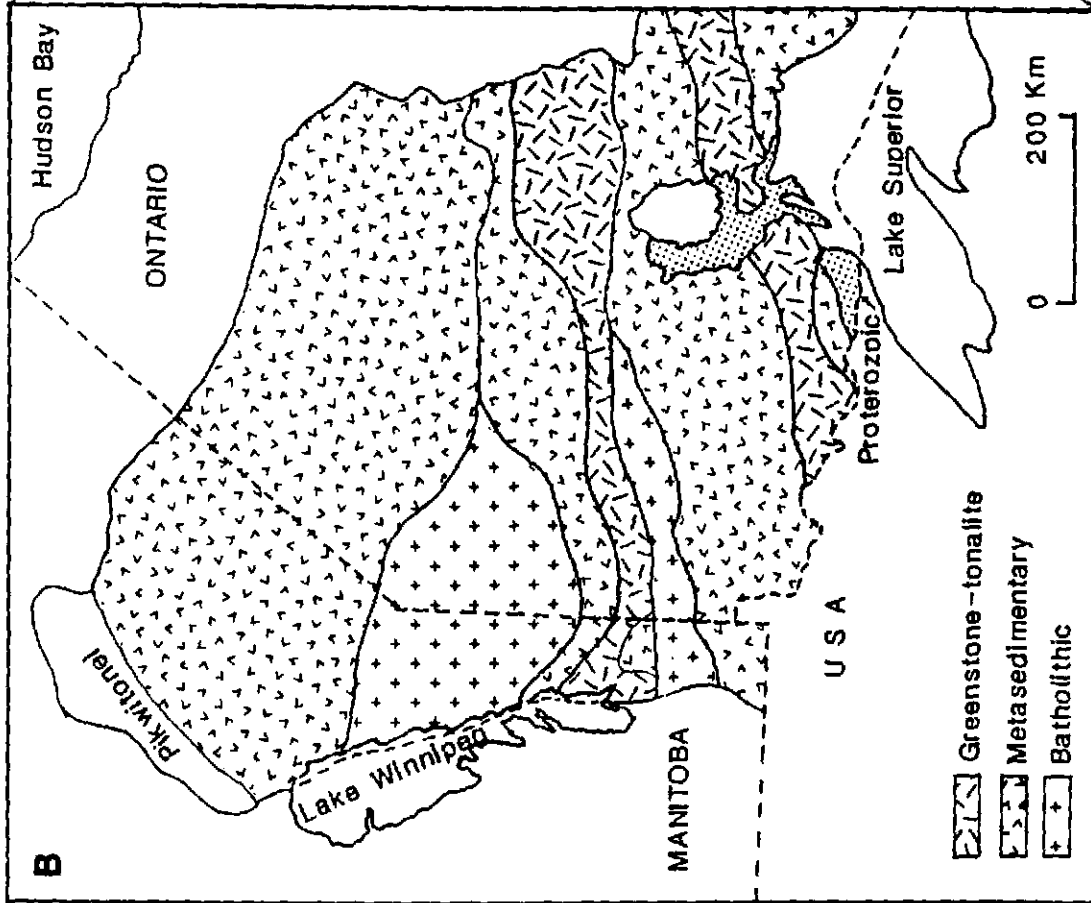 B
Hudson Bay
ONTARIO
Pikwitonei
Lake Winnipeg
MANITOBA
U S A
Proterozoic
Lake Superior
0 200 Km
Greenstone-tonalite
Metasedimentary
Batholithic